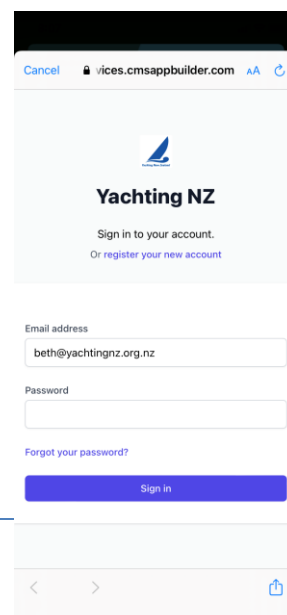 Cancel vices.cmsappbuilder.com AA
Yachting NZ
Sign in to your account.
Or register your new account
Email address
beth@yachtingnz.org.nz
Password
Forgot your password?
Sign in